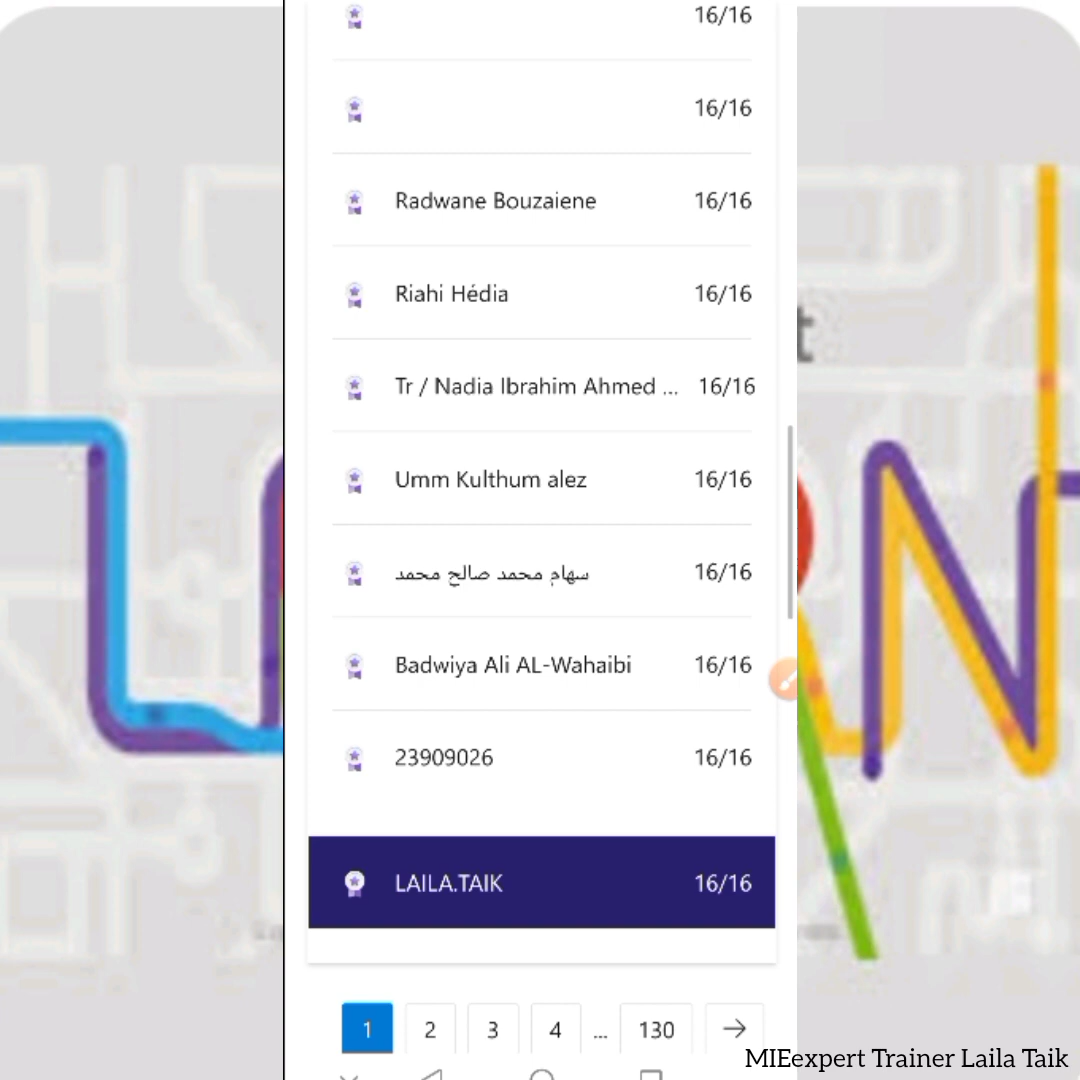 16/16
16/16
Radwane Bouzaiene 16/16
Riahi Hédia 16/16
Tr / Nadia Ibrahim Ahmed ... 16/16
Umm Kulthum alez 16/16
سهام محمد صالح محمد 16/16
Badwiya Ali AL-Wahaibi 16/16
23909026 16/16
LAILA.TAIK 16/16
1 2 3 4 ... 130 →
MIEexpert Trainer Laila Taik